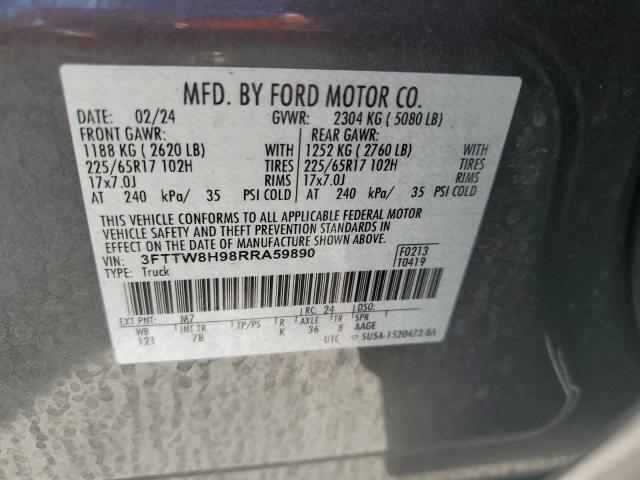 MFD. BY FORD MOTOR CO.
DATE: 02/24 GVWR: 2304 KG ( 5080 LB)
FRONT GAWR: REAR GAWR:
1188 KG ( 2620 LB) WITH 1252 KG ( 2760 LB) WITH
225/65R17 102H TIRES 225/65R17 102H TIRES
17x7.0J RIMS 17x7.0J RIMS
AT 240 kPa/ 35 PSI COLD AT 240 kPa/ 35 PSI COLD
THIS VEHICLE CONFORMS TO ALL APPLICABLE FEDERAL MOTOR
VEHICLE SAFETY AND THEFT PREVENTION STANDARDS IN
EFFECT ON THE DATE OF MANUFACTURE SHOWN ABOVE.
VIN: 3FTTW8H98RRA59890 F0213
TYPE: Truck T0419
EXT PNT: M7 RC: 24 DSO:
WB INT TR TP/PS R AXLE TR SPR
121 7B K 36 8 AAGE
UTC 5U5A-1520472-BA